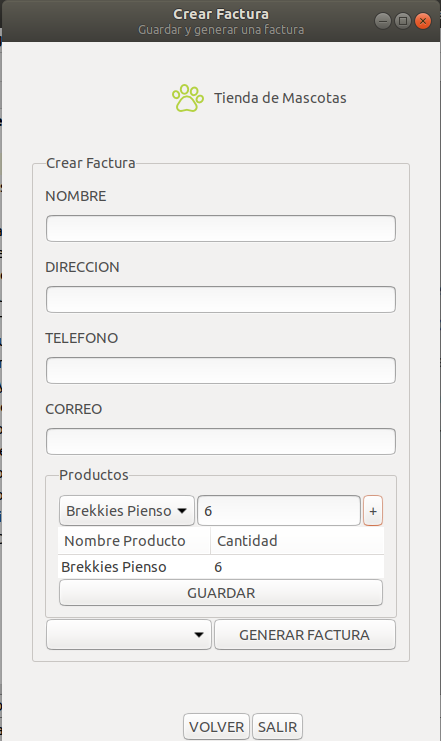 Crear Factura
Guardar y generar una factura
Tienda de Mascotas
Crear Factura
NOMBRE
DIRECCION
TELEFONO
CORREO
Productos
Brekkies Pienso 6 +
Nombre Producto Cantidad
Brekkies Pienso 6
GUARDAR
GENERAR FACTURA
VOLVER SALIR